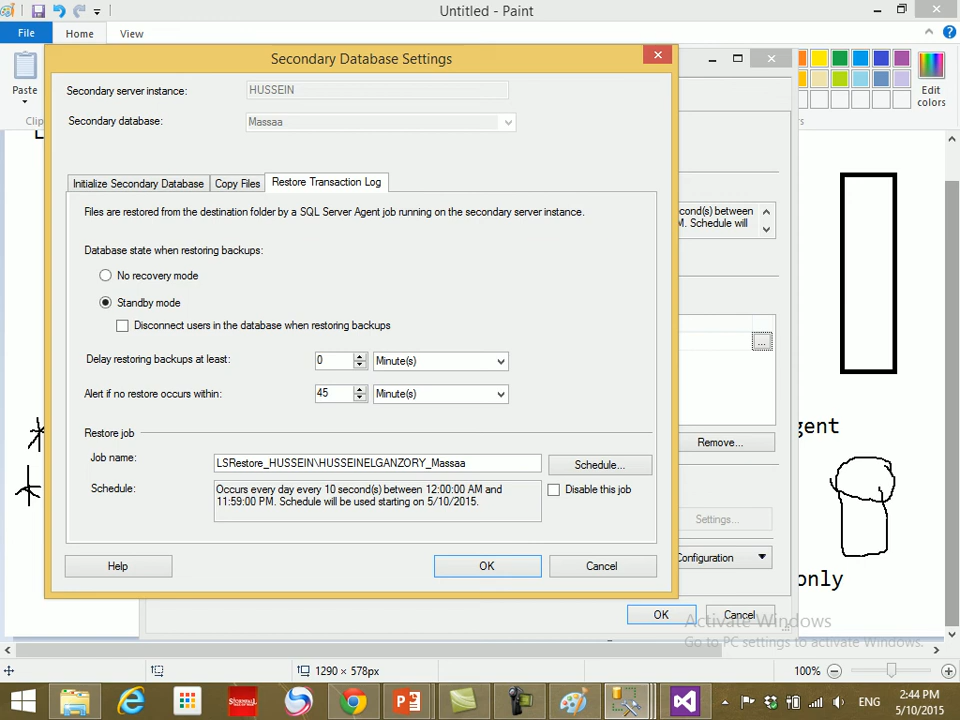 Untitled - Paint
File
Home
View
Secondary Database Settings
Paste
Edit
colors
Secondary server instance:
HUSSEIN
Secondary database:
Massaa
Initialize Secondary Database
Copy Files
Restore Transaction Log
Files are restored from the destination folder by a SQL Server Agent job running on the secondary server instance.
cond(s) between
M. Schedule will
Database state when restoring backups:
No recovery mode
Standby mode
Disconnect users in the database when restoring backups
Delay restoring backups at least:
0
Minute(s)
...
Alert if no restore occurs within:
45
Minute(s)
gent
Restore job
Remove...
Job name:
LSRestore_HUSSEIN\HUSSEINELGANZORY_Massaa
Schedule...
Schedule:
Occurs every day every 10 second(s) between 12:00:00 AM and
11:59:00 PM. Schedule will be used starting on 5/10/2015.
Disable this job
Settings...
Configuration
Help
OK
Cancel
only
OK
Cancel
Activate Windows
Go to PC settings to activate Windows.
1290 × 578px
100%
ENG
2:44 PM
5/10/2015